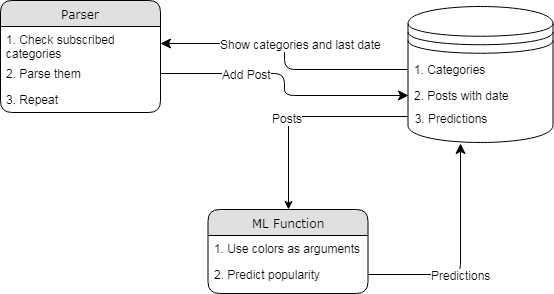 Parser
1. Check subscribed
categories
2. Parse them
3. Repeat
Show categories and last date
Add Post
1. Categories
2. Posts with date
3. Predictions
Posts
ML Function
1. Use colors as arguments
2. Predict popularity
Predictions